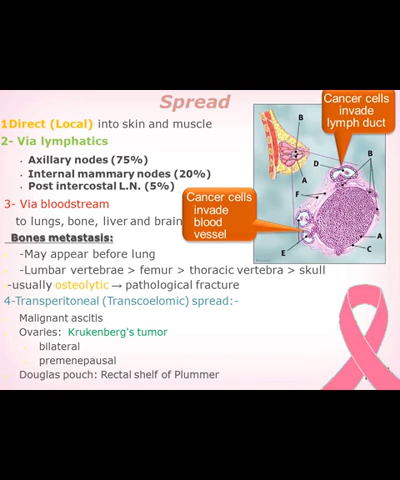 Spread
Cancer cells
invade
lymph duct
1Direct (Local) into skin and muscle
2- Via lymphatics
• Axillary nodes (75%)
• Internal mammary nodes (20%)
• Post intercostal L.N. (5%)
Cancer cells
invade
blood
vessel
3- Via bloodstream
to lungs, bone, liver and brain
Bones metastasis:
-May appear before lung
-Lumbar vertebrae > femur > thoracic vertebra > skull
-usually osteolytic → pathological fracture
4-Transperitoneal (Transcoelomic) spread:-
Malignant ascitis
Ovaries: Krukenberg's tumor
bilateral
premenepausal
Douglas pouch: Rectal shelf of Plummer
B
A
D
B
F
A
C
E